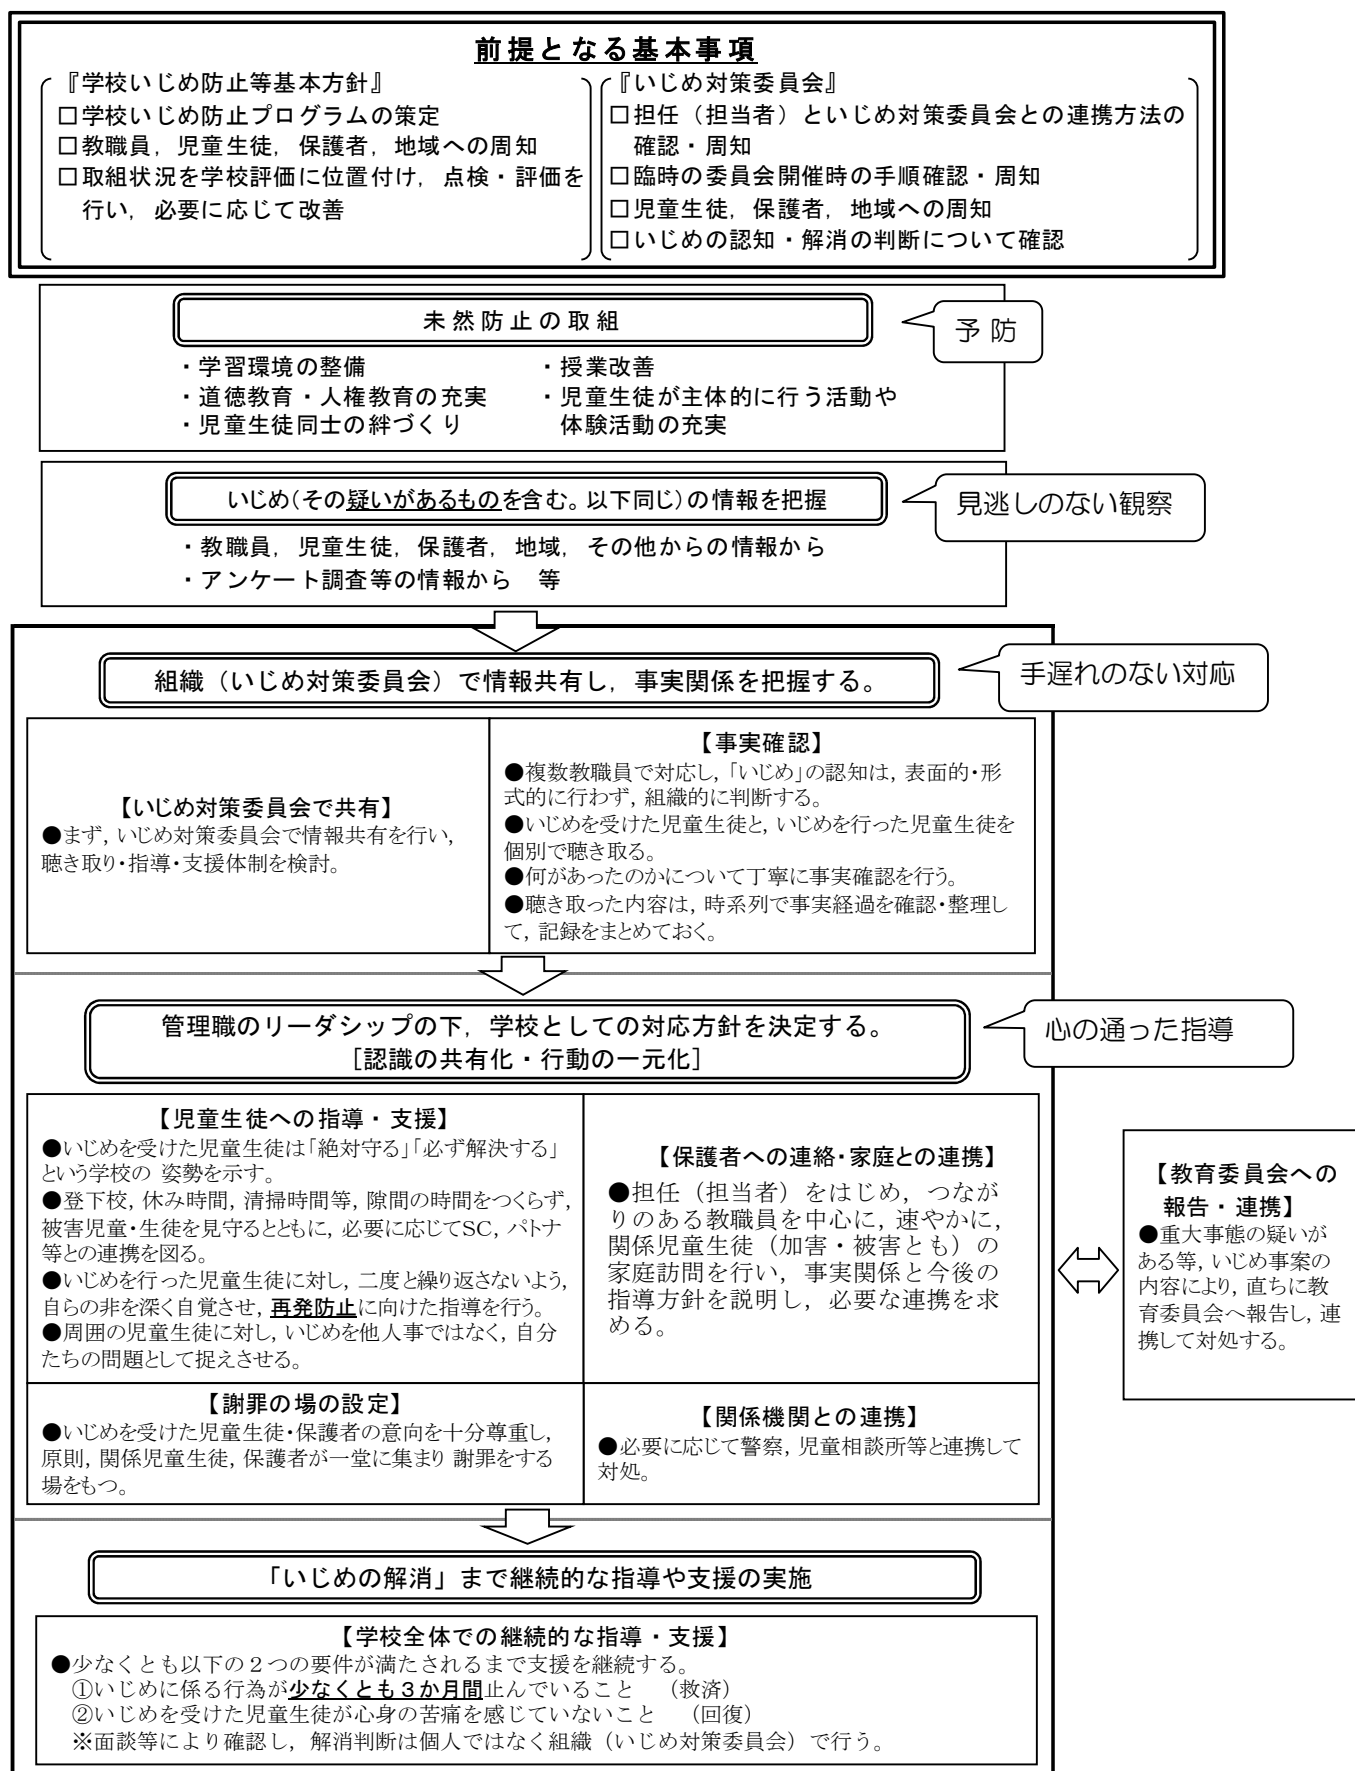 前提となる基本事項
『学校いじめ防止等基本方針』
□学校いじめ防止プログラムの策定
□教職員，児童生徒，保護者，地域への周知
□取組状況を学校評価に位置付け，点検・評価を
行い，必要に応じて改善
『いじめ対策委員会』
□担任（担当者）といじめ対策委員会との連携方法の
確認・周知
□臨時の委員会開催時の手順確認・周知
□児童生徒，保護者，地域への周知
□いじめの認知・解消の判断について確認
未然防止の取組
予 防
・学習環境の整備
・道徳教育・人権教育の充実
・児童生徒同士の絆づくり
・授業改善
・児童生徒が主体的に行う活動や
体験活動の充実
いじめ（その疑いがあるものを含む。以下同じ）の情報を把握
見逃しのない観察
・教職員，児童生徒，保護者，地域，その他からの情報から
・アンケート調査等の情報から　等
組織（いじめ対策委員会）で情報共有し，事実関係を把握する。
手遅れのない対応
【いじめ対策委員会で共有】
●まず，いじめ対策委員会で情報共有を行い，
聴き取り・指導・支援体制を検討。
【事実確認】
●複数教職員で対応し，「いじめ」の認知は，表面的・形
式的に行わず，組織的に判断する。
●いじめを受けた児童生徒と，いじめを行った児童生徒を
個別で聴き取る。
●何があったのかについて丁寧に事実確認を行う。
●聴き取った内容は，時系列で事実経過を確認・整理し
て，記録をまとめておく。
管理職のリーダシップの下，学校としての対応方針を決定する。
［認識の共有化・行動の一元化］
心の通った指導
【児童生徒への指導・支援】
●いじめを受けた児童生徒は「絶対守る」「必ず解決する」
という学校の 姿勢を示す。
●登下校，休み時間，清掃時間等，隙間の時間をつくらず，
被害児童・生徒を見守るとともに，必要に応じてSC，パトナ
等との連携を図る。
●いじめを行った児童生徒に対し，二度と繰り返さないよう，
自らの非を深く自覚させ，再発防止に向けた指導を行う。
●周囲の児童生徒に対し，いじめを他人事ではなく，自分
たちの問題として捉えさせる。
【保護者への連絡・家庭との連携】
●担任（担当者）をはじめ，つなが
りのある教職員を中心に，速やかに，
関係児童生徒（加害・被害とも）の
家庭訪問を行い，事実関係と今後の
指導方針を説明し，必要な連携を求
める。
【教育委員会への
報告・連携】
●重大事態の疑いが
ある等，いじめ事案の
内容により，直ちに教
育委員会へ報告し，連
携して対処する。
【謝罪の場の設定】
●いじめを受けた児童生徒・保護者の意向を十分尊重し，
原則，関係児童生徒，保護者が一堂に集まり 謝罪をする
場をもつ。
【関係機関との連携】
●必要に応じて警察，児童相談所等と連携して
対処。
「いじめの解消」まで継続的な指導や支援の実施
【学校全体での継続的な指導・支援】
●少なくとも以下の２つの要件が満たされるまで支援を継続する。
①いじめに係る行為が少なくとも３か月間止んでいること　（救済）
②いじめを受けた児童生徒が心身の苦痛を感じていないこと　（回復）
※面談等により確認し，解消判断は個人ではなく組織（いじめ対策委員会）で行う。